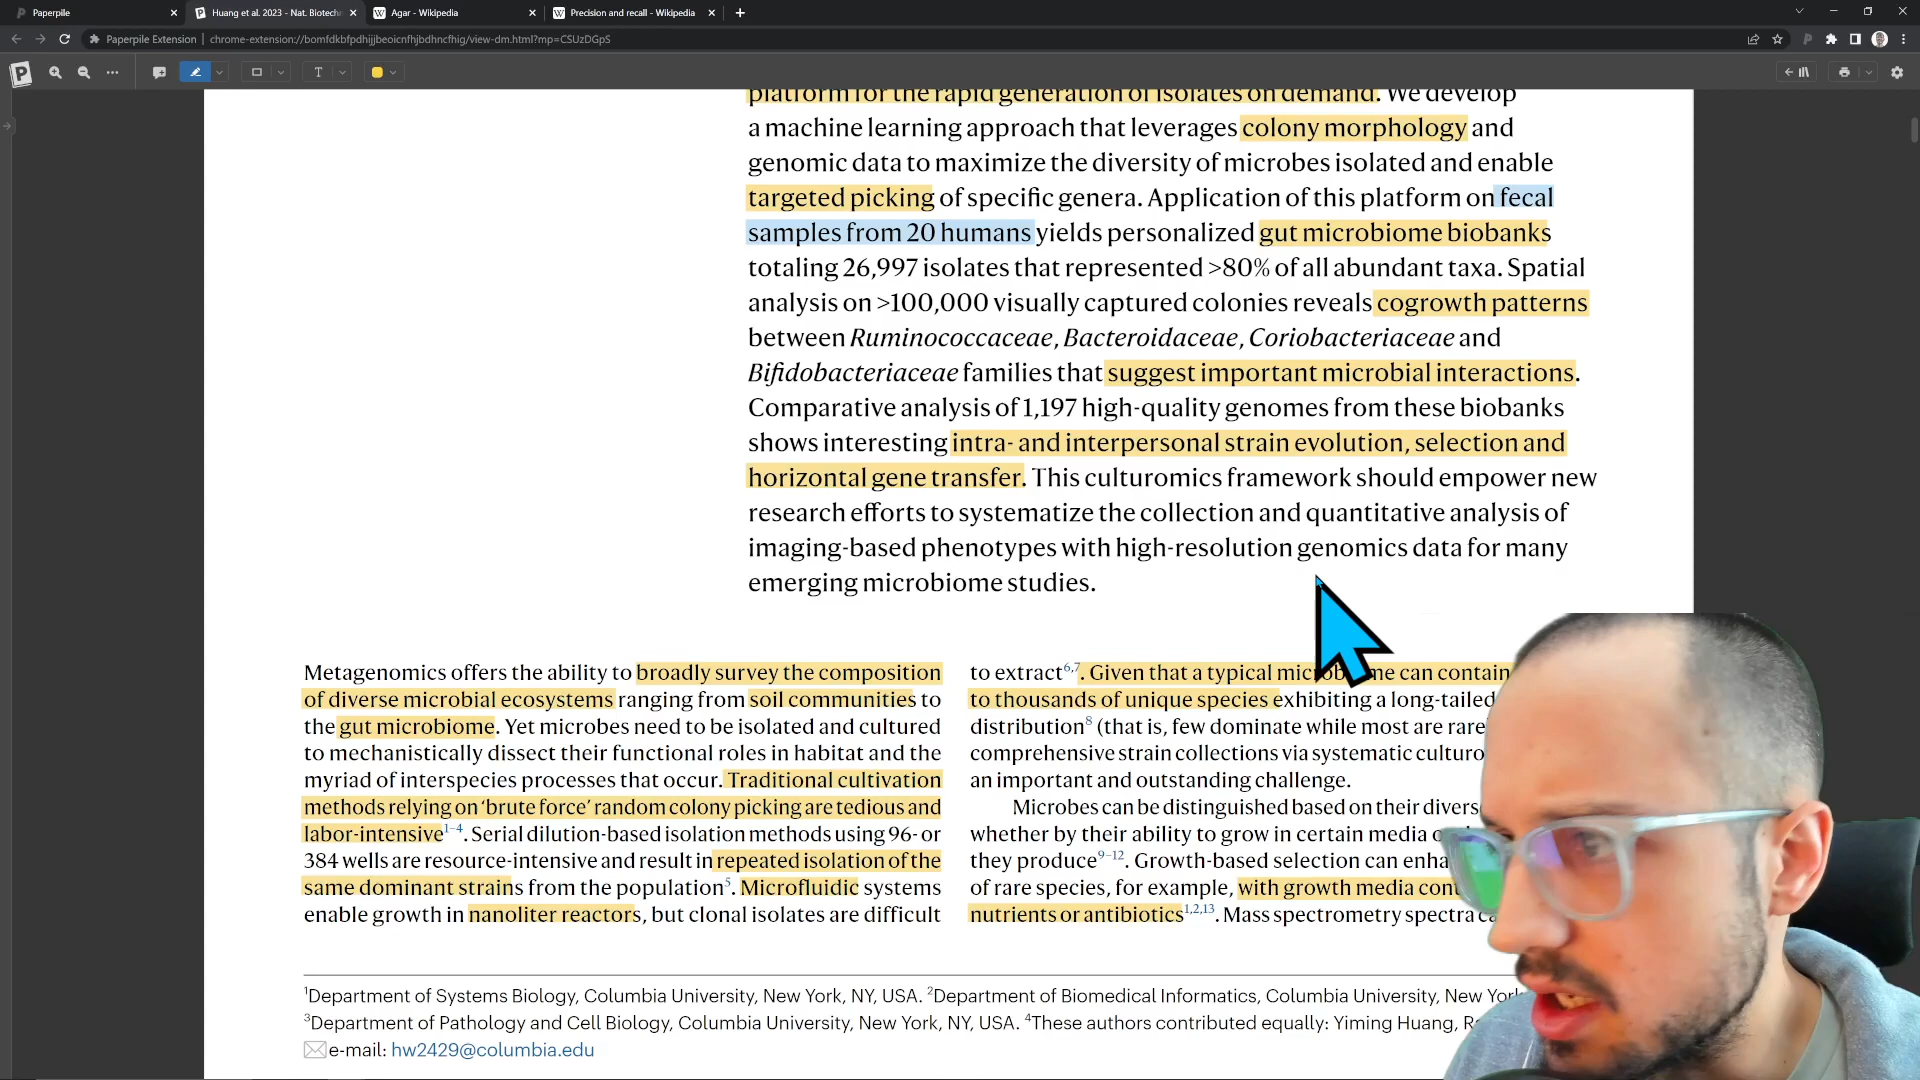 Paperpile
Huang et al. 2023 - Nat. Biotechn
Agar - Wikipedia
Precision and recall - Wikipedia
Paperpile Extension | chrome-extension://bomfdkbfpdhijjbeoicnfhjbdhncfhig/view-dm.html?mp=CSUzDGpS
platform for the rapid generation of isolates on demand. We develop
a machine learning approach that leverages colony morphology and
genomic data to maximize the diversity of microbes isolated and enable
targeted picking of specific genera. Application of this platform on fecal
samples from 20 humans yields personalized gut microbiome biobanks
totaling 26,997 isolates that represented >80% of all abundant taxa. Spatial
analysis on >100,000 visually captured colonies reveals cogrowth patterns
between Ruminococcaceae, Bacteroidaceae, Coriobacteriaceae and
Bifidobacteriaceae families that suggest important microbial interactions.
Comparative analysis of 1,197 high-quality genomes from these biobanks
shows interesting intra- and interpersonal strain evolution, selection and
horizontal gene transfer. This culturomics framework should empower new
research efforts to systematize the collection and quantitative analysis of
imaging-based phenotypes with high-resolution genomics data for many
emerging microbiome studies.
Metagenomics offers the ability to broadly survey the composition
of diverse microbial ecosystems ranging from soil communities to
the gut microbiome. Yet microbes need to be isolated and cultured
to mechanistically dissect their functional roles in habitat and the
myriad of interspecies processes that occur. Traditional cultivation
methods relying on ‘brute force’ random colony picking are tedious and
labor-intensive1–4. Serial dilution-based isolation methods using 96- or
384 wells are resource-intensive and result in repeated isolation of the
same dominant strains from the population5. Microfluidic systems
enable growth in nanoliter reactors, but clonal isolates are difficult
to extract6,7. Given that a typical me can contain
to thousands of unique species exhibiting a long-tailed
distribution8 (that is, few dominate while most are rare
comprehensive strain collections via systematic culturo
an important and outstanding challenge.
Microbes can be distinguished based on their divers
whether by their ability to grow in certain media
they produce9–12. Growth-based selection can enha
of rare species, for example, with growth media con
nutrients or antibiotics1,2,13. Mass spectrometry spectra ca
1Department of Systems Biology, Columbia University, New York, NY, USA. 2Department of Biomedical Informatics, Columbia University, New York
3Department of Pathology and Cell Biology, Columbia University, New York, NY, USA. 4These authors contributed equally: Yiming Huang, R
e-mail: hw2429@columbia.edu